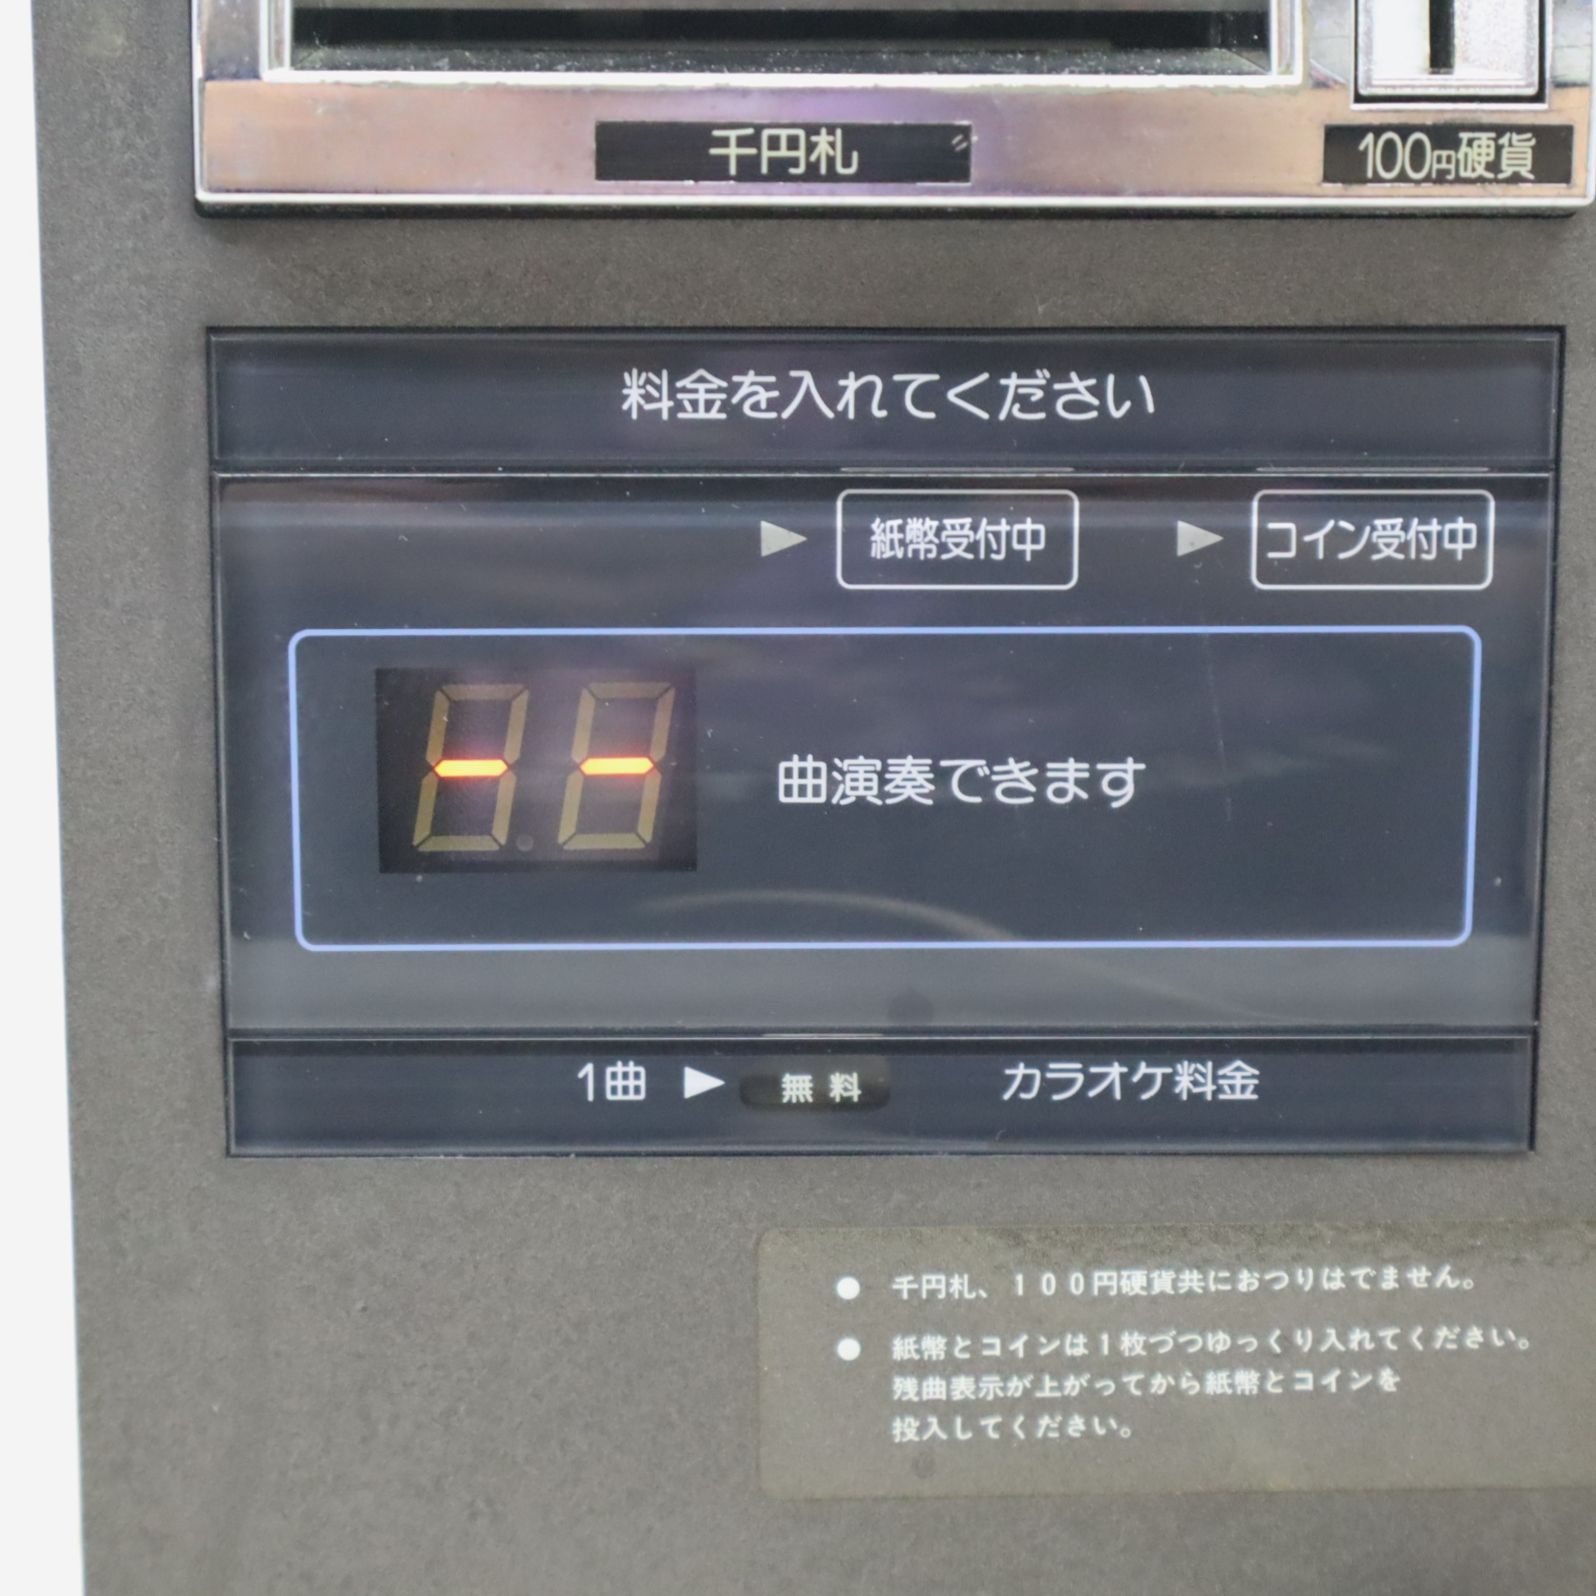 千円札
100円硬貨
料金を入れてください
▶ 紙幣受付中 ▶ コイン受付中
-- 曲演奏できます
1曲 ▶ 無料 カラオケ料金
● 千円札、100円硬貨共におつりはでません。
● 紙幣とコインは1枚づつゆっくり入れてください。
残曲表示が上がってから紙幣とコインを
投入してください。